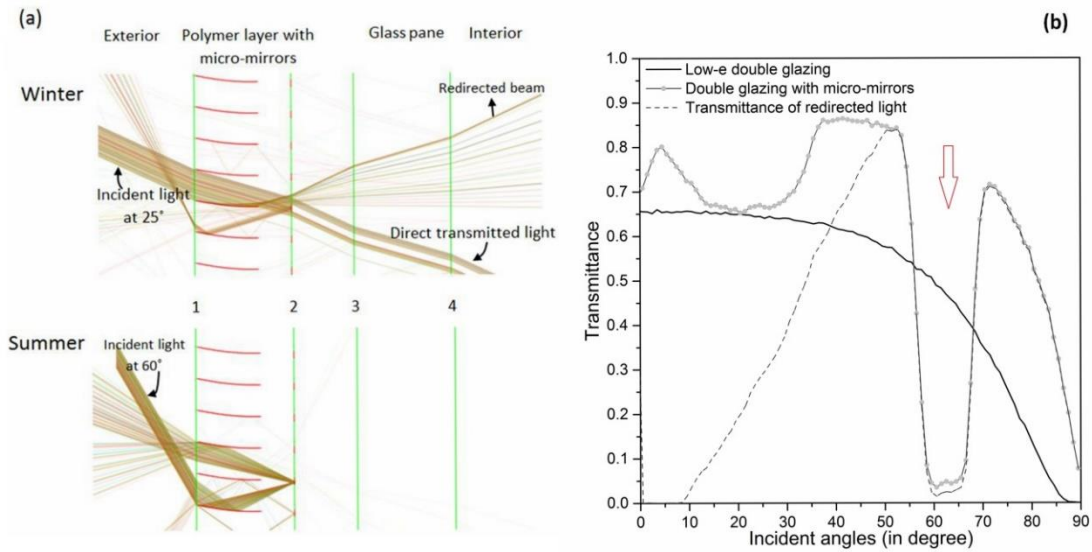 (a)
Exterior
Polymer layer with
micro-mirrors
Glass pane
Interior
Winter
Redirected beam
Incident light
at 25°
Direct transmitted light
1
2
3
4
Summer
Incident light
at 60°
(b)
Low-e double glazing
Double glazing with micro-mirrors
Transmittance of redirected light
Transmittance
1.0
0.9
0.8
0.7
0.6
0.5
0.4
0.3
0.2
0.1
0.0
0 10 20 30 40 50 60 70 80 90
Incident angles (in degree)